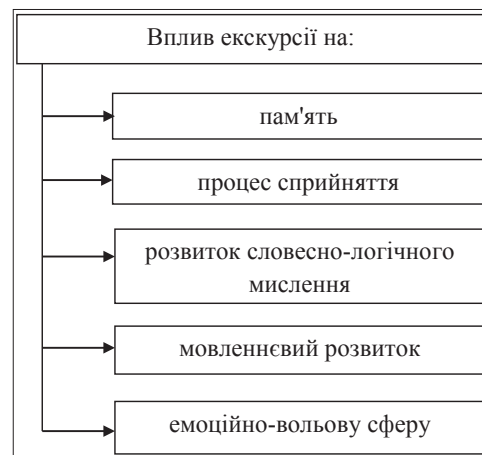 Вплив екскурсії на:
пам'ять
процес сприйняття
розвиток словесно-логічного
мислення
мовленнєвий розвиток
емоційно-вольову сферу